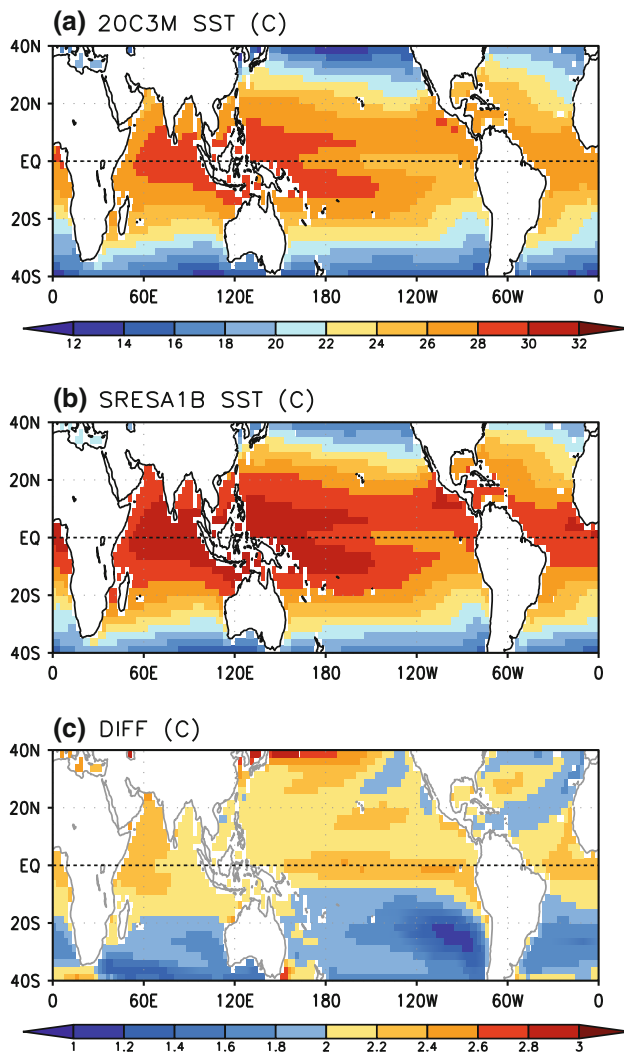 (a) 20C3M SST (C)
40N
20N
EQ
20S
40S
0 60E 120E 180 120W 60W 0
12 14 16 18 20 22 24 26 28 30 32
(b) SRESA1B SST (C)
40N
20N
EQ
20S
40S
0 60E 120E 180 120W 60W 0
(c) DIFF (C)
40N
20N
EQ
20S
40S
0 60E 120E 180 120W 60W 0
1 1.2 1.4 1.6 1.8 2 2.2 2.4 2.6 2.8 3